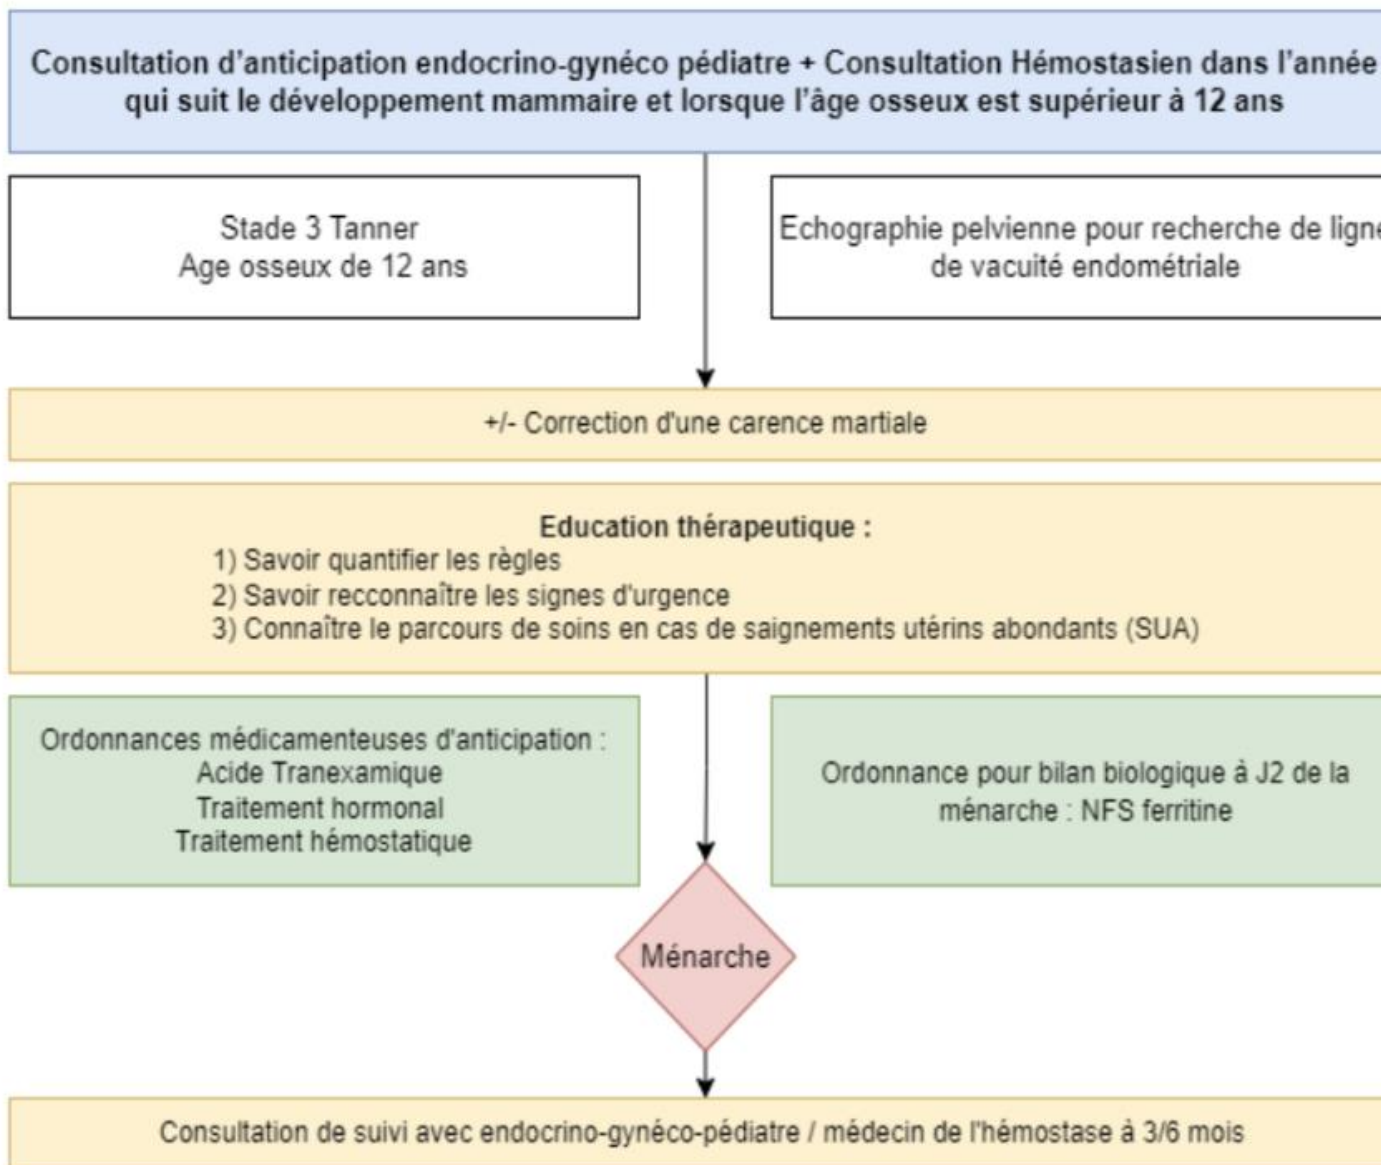 Consultation d'anticipation endocrino-gynéco pédiatre + Consultation Hémostasien dans l'année
qui suit le développement mammaire et lorsque l'âge osseux est supérieur à 12 ans
Stade 3 Tanner
Age osseux de 12 ans
Echographie pelvienne pour recherche de ligne
de vacuité endométriale
+/- Correction d'une carence martiale
Education thérapeutique :
1) Savoir quantifier les règles
2) Savoir recconnaître les signes d'urgence
3) Connaître le parcours de soins en cas de saignements utérins abondants (SUA)
Ordonnances médicamenteuses d'anticipation :
Acide Tranexamique
Traitement hormonal
Traitement hémostatique
Ordonnance pour bilan biologique à J2 de la
ménarche : NFS ferritine
Ménarche
Consultation de suivi avec endocrino-gynéco-pédiatre / médecin de l'hémostase à 3/6 mois